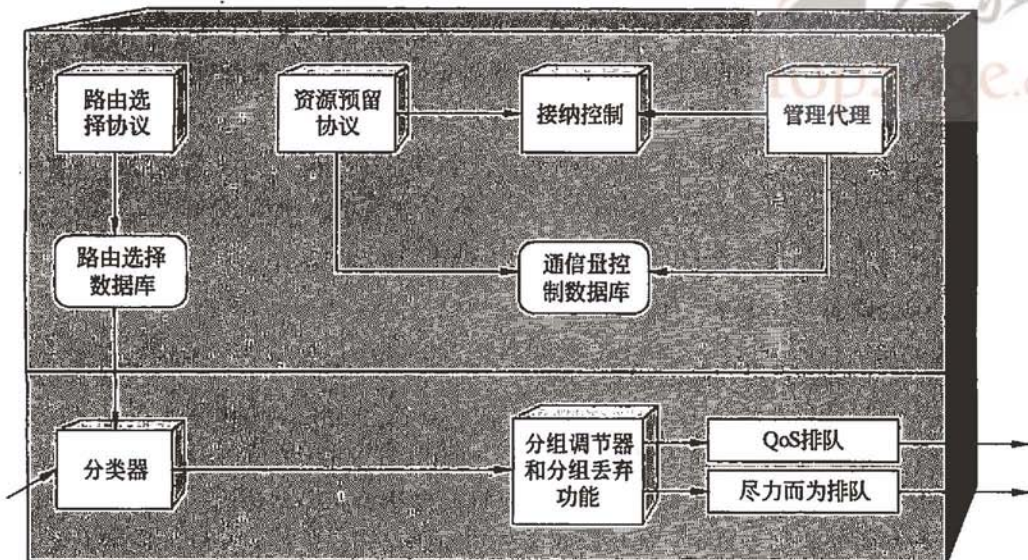 路由选
择协议
资源预留
协议
接纳控制
管理代理
路由选择
数据库
通信量控
制数据库
分类器
分组调节器
和分组丢弃
功能
QoS排队
尽力而为排队